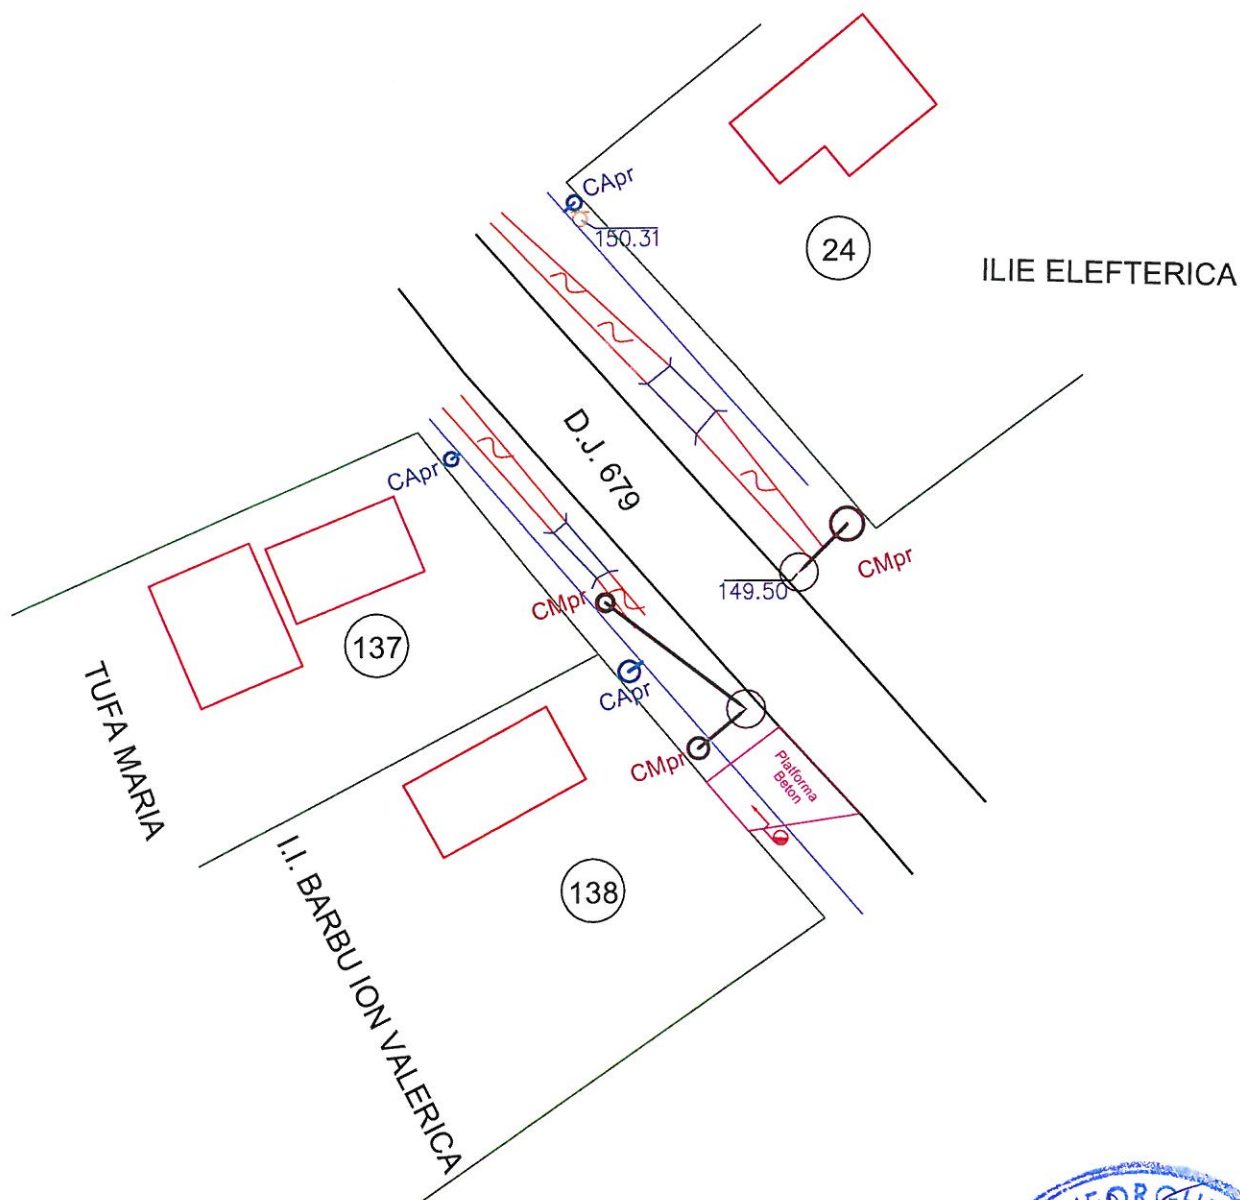 CApr
150.31
24
ILIE ELEFTERICA
D.J. 679
CApr
CMpr
149.50
CMpr
137
CApr
TUFA MARIA
CMpr
Platforma
Beton
138
I.I. BARBU ION VALERICA